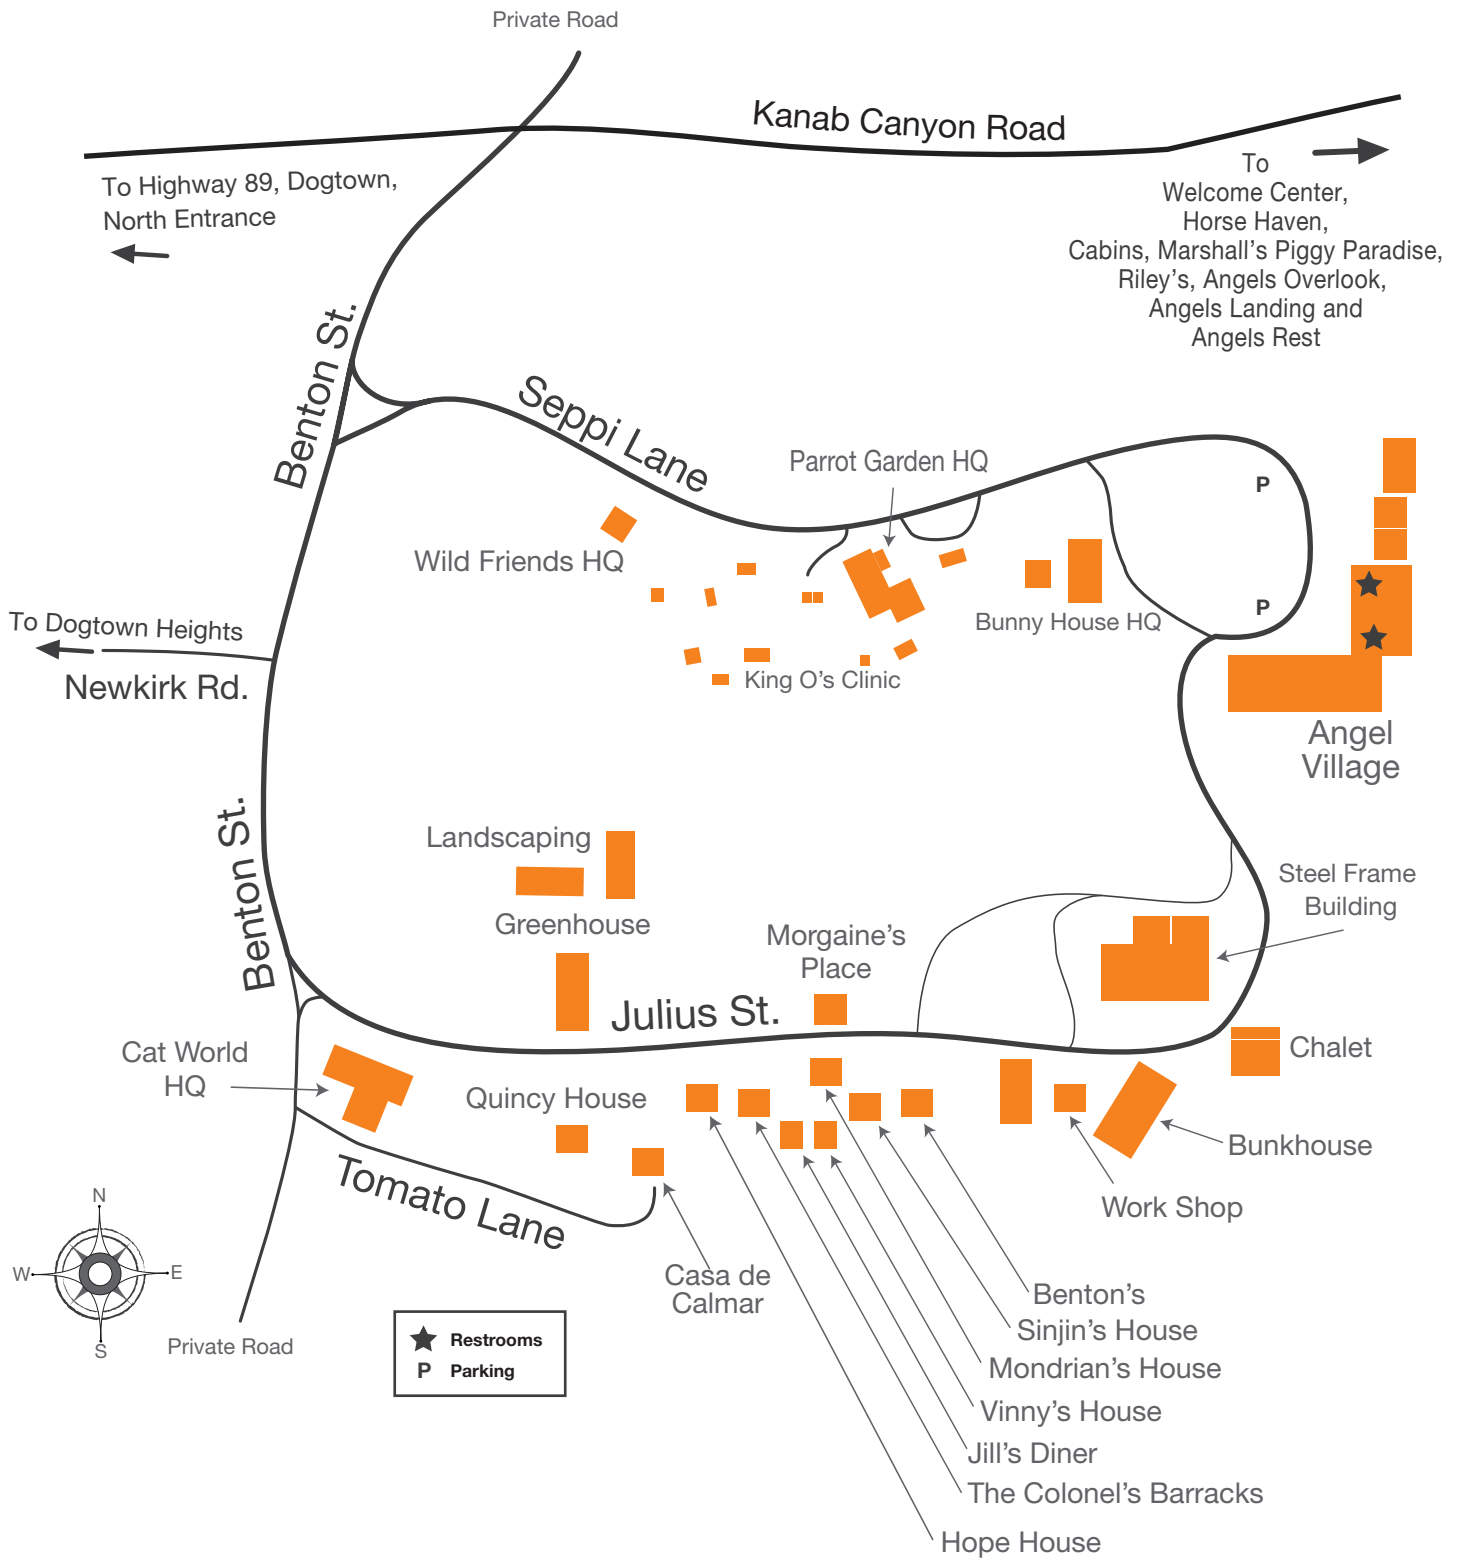 Private Road
Kanab Canyon Road
To Highway 89, Dogtown,
North Entrance
To
Welcome Center,
Horse Haven,
Cabins, Marshall's Piggy Paradise,
Riley's, Angels Overlook,
Angels Landing and
Angels Rest
Benton St.
Seppi Lane
Parrot Garden HQ
P
Wild Friends HQ
P
Bunny House HQ
To Dogtown Heights
Newkirk Rd.
King O's Clinic
Angel
Village
Benton St.
Landscaping
Greenhouse
Steel Frame
Building
Morgaine's
Place
Julius St.
Cat World
HQ
Chalet
Quincy House
Bunkhouse
Tomato Lane
Work Shop
N
W
E
S
Casa de
Calmar
Benton's
Sinjin's House
Mondrian's House
Vinny's House
Jill's Diner
The Colonel's Barracks
Hope House
Private Road
Restrooms
P Parking